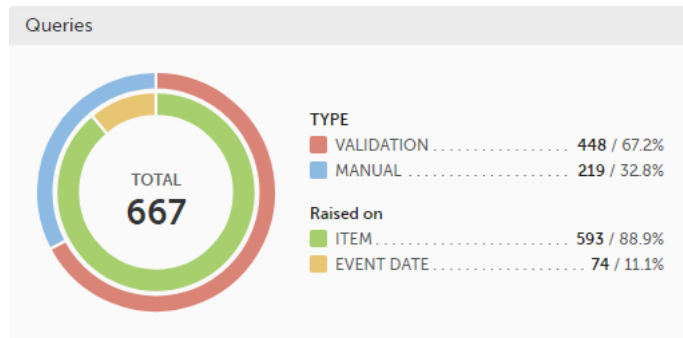 Queries
TOTAL
667
TYPE
VALIDATION . . . . . . . . . . . . . . . . . 448 / 67.2%
MANUAL . . . . . . . . . . . . . . . . . . . . 219 / 32.8%
Raised on
ITEM . . . . . . . . . . . . . . . . . . . . . . . . 593 / 88.9%
EVENT DATE . . . . . . . . . . . . . . . . . . . 74 / 11.1%